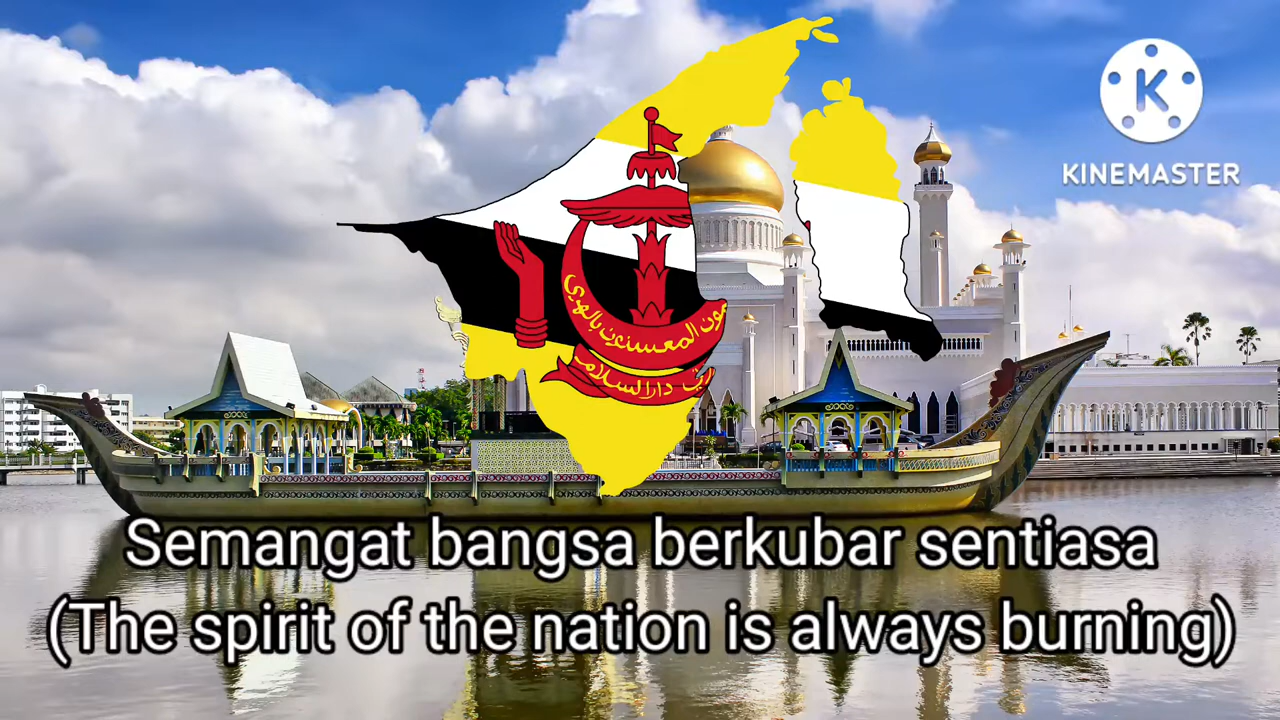 K
KINEMASTER
Semangat bangsa berkubar sentiasa
(The spirit of the nation is always burning)